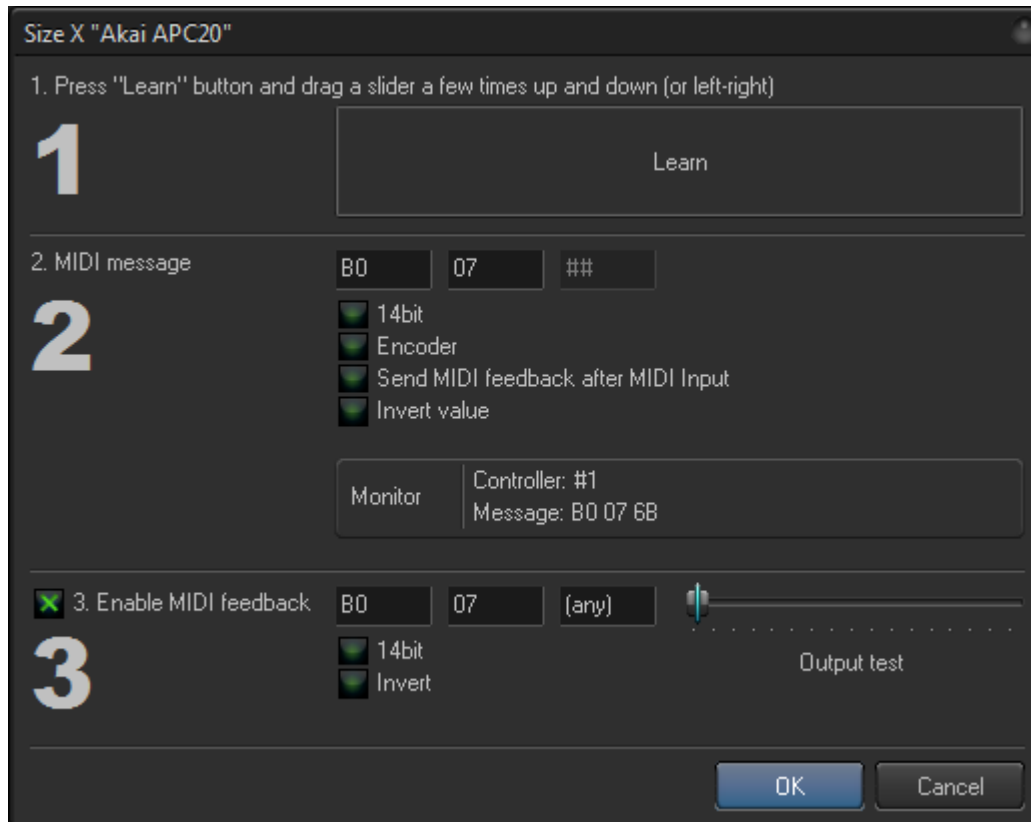 Size X "Akai APC20"
1. Press "Learn" button and drag a slider a few times up and down (or left-right)
1
Learn
2. MIDI message
B0 07 ##
2
14bit
Encoder
Send MIDI feedback after MIDI Input
Invert value
Monitor
Controller: #1
Message: B0 07 6B
3. Enable MIDI feedback B0 07 (any)
3
14bit
Invert
Output test
OK Cancel